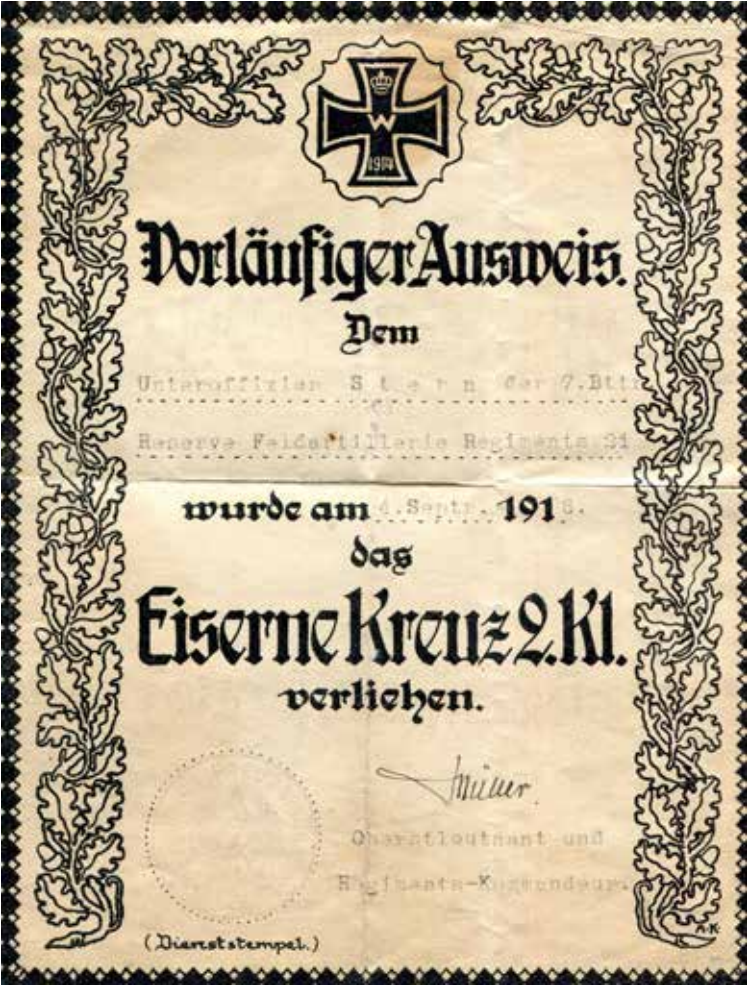 W
1914
Vorläufiger Ausweis.
Dem
Unteroffizier Stern der 7.Bttr
Reserve Feldartillerie Regiments 21
wurde am 4.Septr. 1918.
das
Eiserne Kreuz 2. Kl.
verliehen.
Oberstleutnant und
Regiments-Kommandeur.
(Dienststempel.)
A.K.